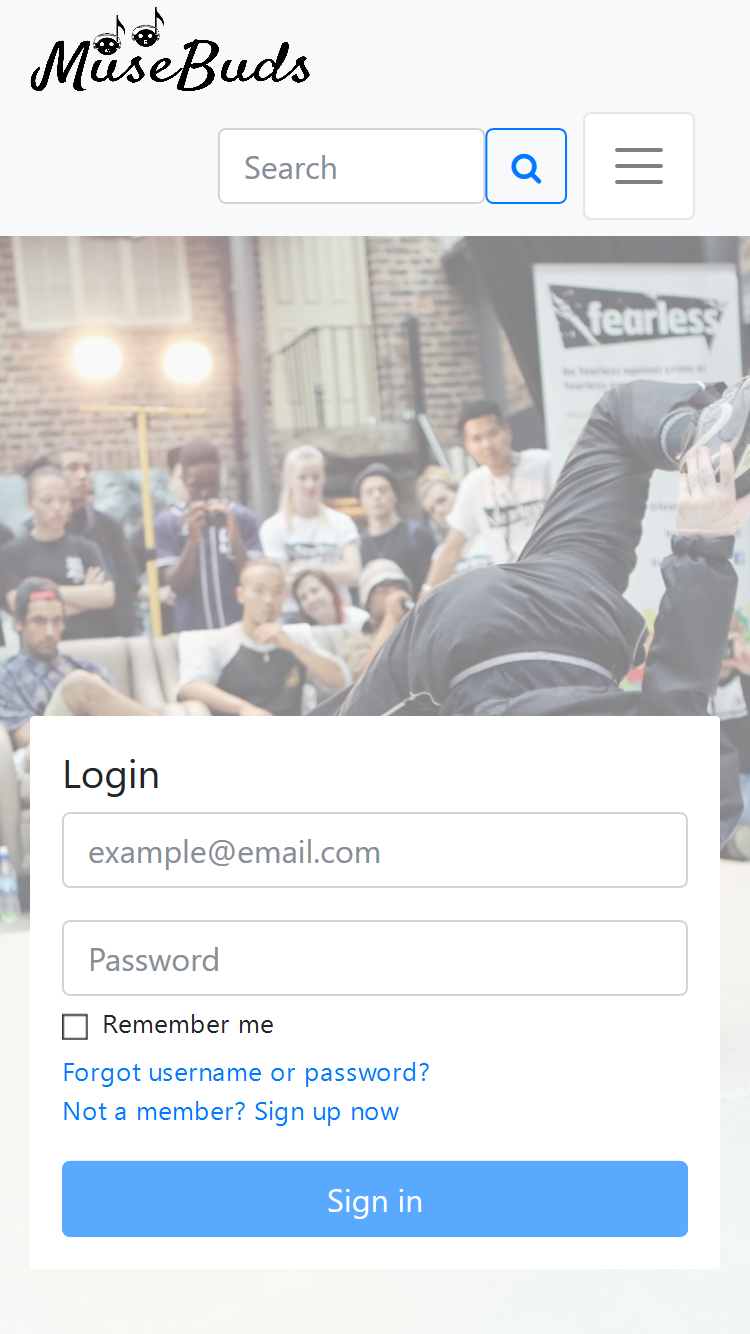 MuseBuds
Search
fearless
be fearless against crime at
Login
example@email.com
Password
Remember me
Forgot username or password?
Not a member? Sign up now
Sign in